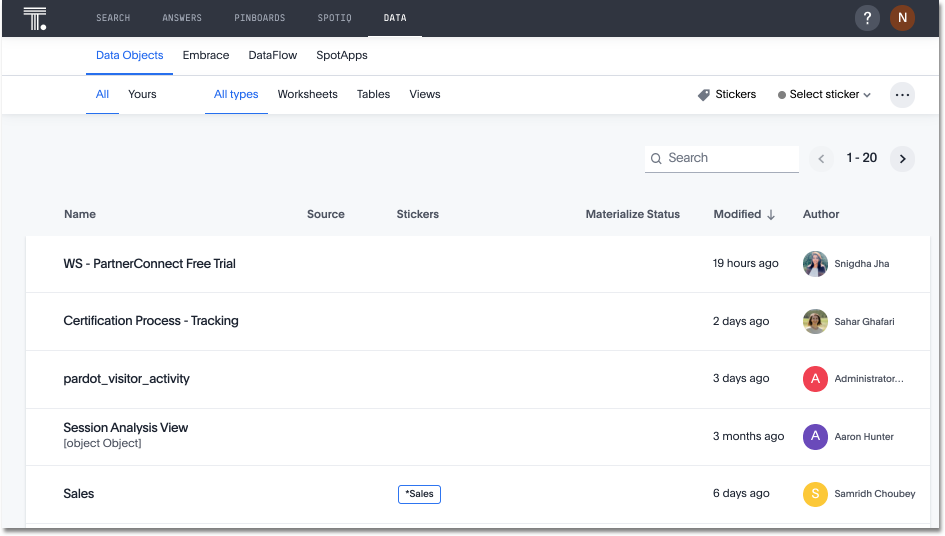 T.
SEARCH ANSWERS PINBOARDS SPOTIQ DATA ? N
Data Objects Embrace DataFlow SpotApps
All Yours All types Worksheets Tables Views Stickers Select sticker ...
Search 1 - 20
Name Source Stickers Materialize Status Modified ↓ Author
WS - PartnerConnect Free Trial 19 hours ago Snigdha Jha
Certification Process - Tracking 2 days ago Sahar Ghafari
pardot_visitor_activity 3 days ago A Administrator...
Session Analysis View
[object Object] 3 months ago A Aaron Hunter
Sales *Sales 6 days ago S Samridh Choubey